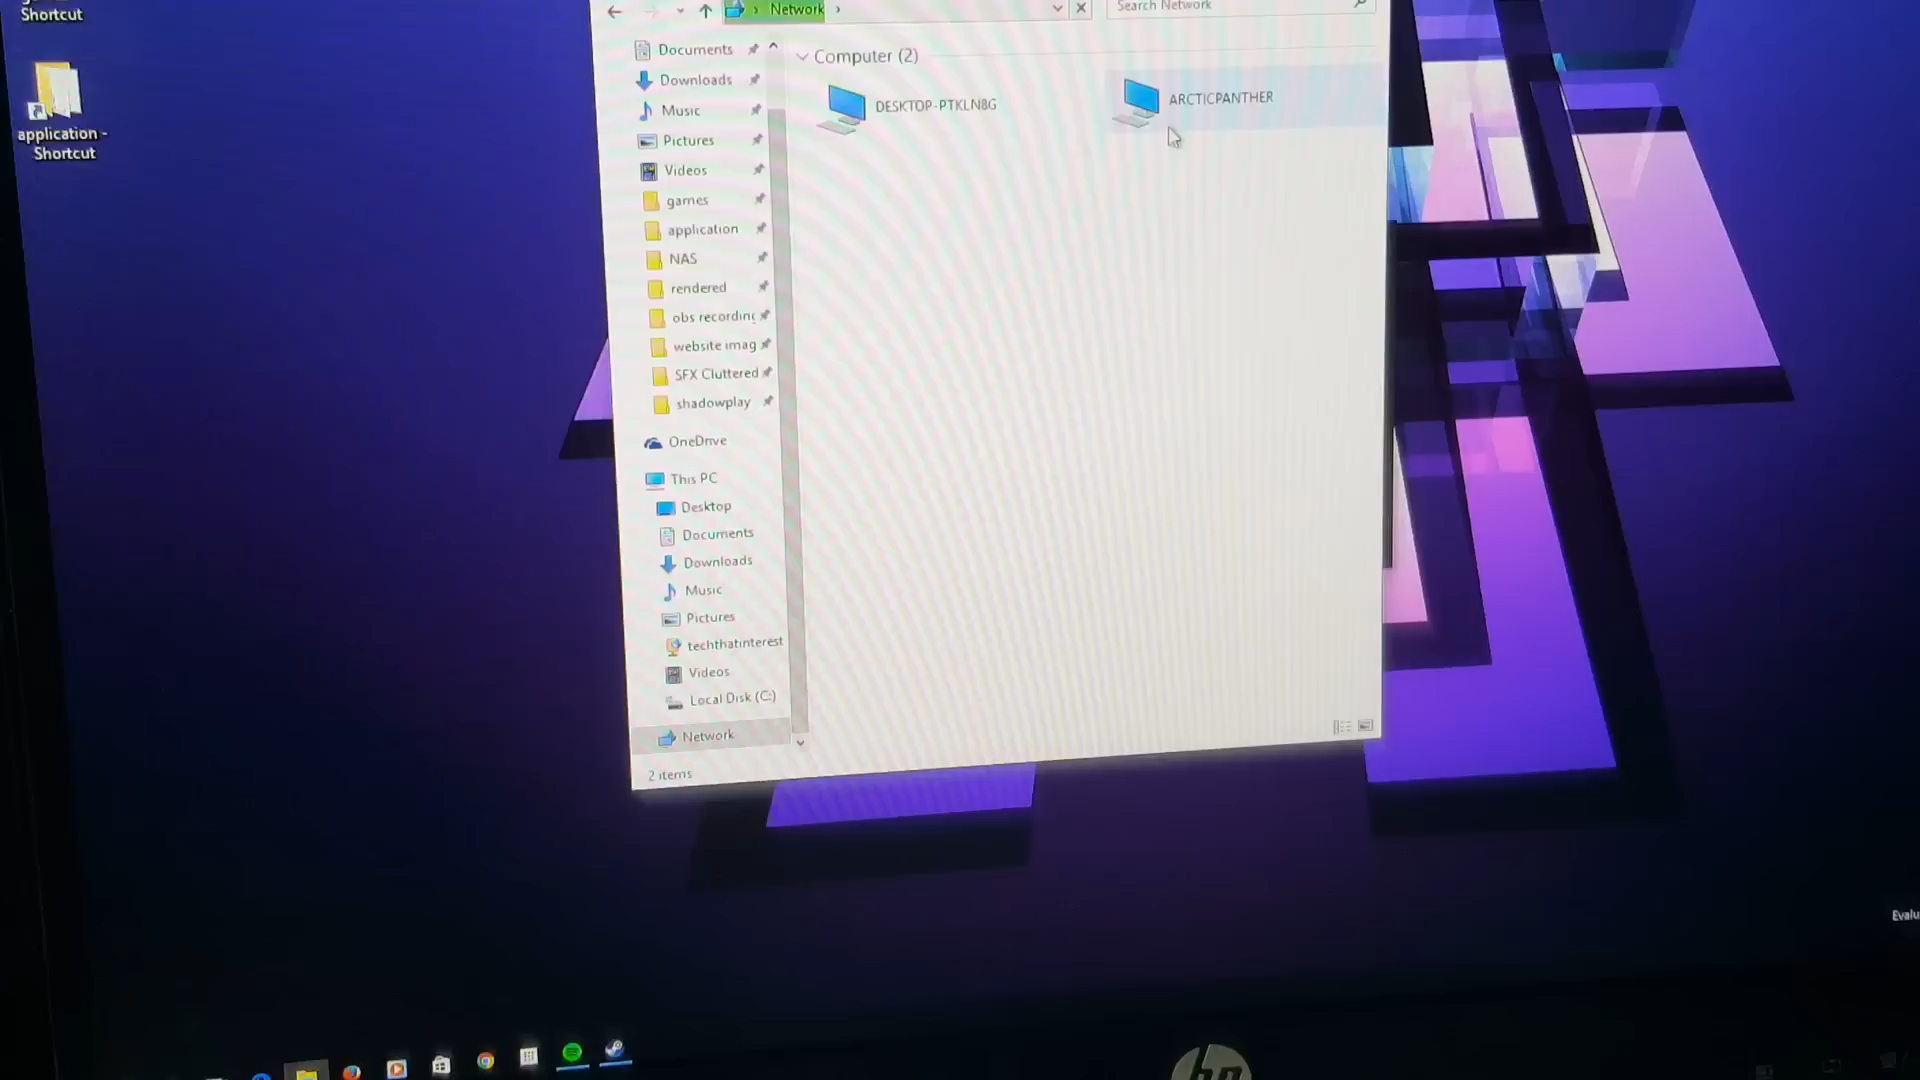 Shortcut
application -
Shortcut
Network
Search Network
Documents
Downloads
Music
Pictures
Videos
games
application
NAS
rendered
obs recording
website imag
SFX Cluttered
shadowplay
OneDrive
This PC
Desktop
Documents
Downloads
Music
Pictures
techthatinterest
Videos
Local Disk (C:)
Network
2 items
Computer (2)
DESKTOP-PTKLN8G
ARCTICPANTHER
Evalu
hp